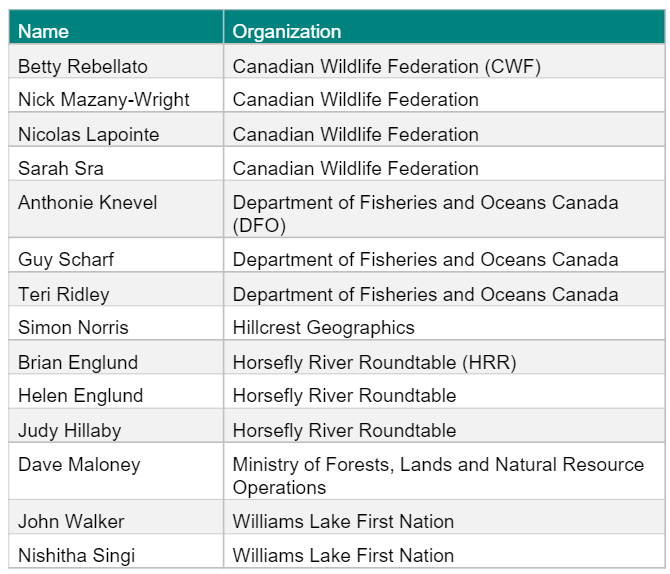 Name Organization
Betty Rebellato Canadian Wildlife Federation (CWF)
Nick Mazany-Wright Canadian Wildlife Federation
Nicolas Lapointe Canadian Wildlife Federation
Sarah Sra Canadian Wildlife Federation
Anthonie Knevel Department of Fisheries and Oceans Canada
(DFO)
Guy Scharf Department of Fisheries and Oceans Canada
Teri Ridley Department of Fisheries and Oceans Canada
Simon Norris Hillcrest Geographics
Brian Englund Horsefly River Roundtable (HRR)
Helen Englund Horsefly River Roundtable
Judy Hillaby Horsefly River Roundtable
Dave Maloney Ministry of Forests, Lands and Natural Resource
Operations
John Walker Williams Lake First Nation
Nishitha Singi Williams Lake First Nation